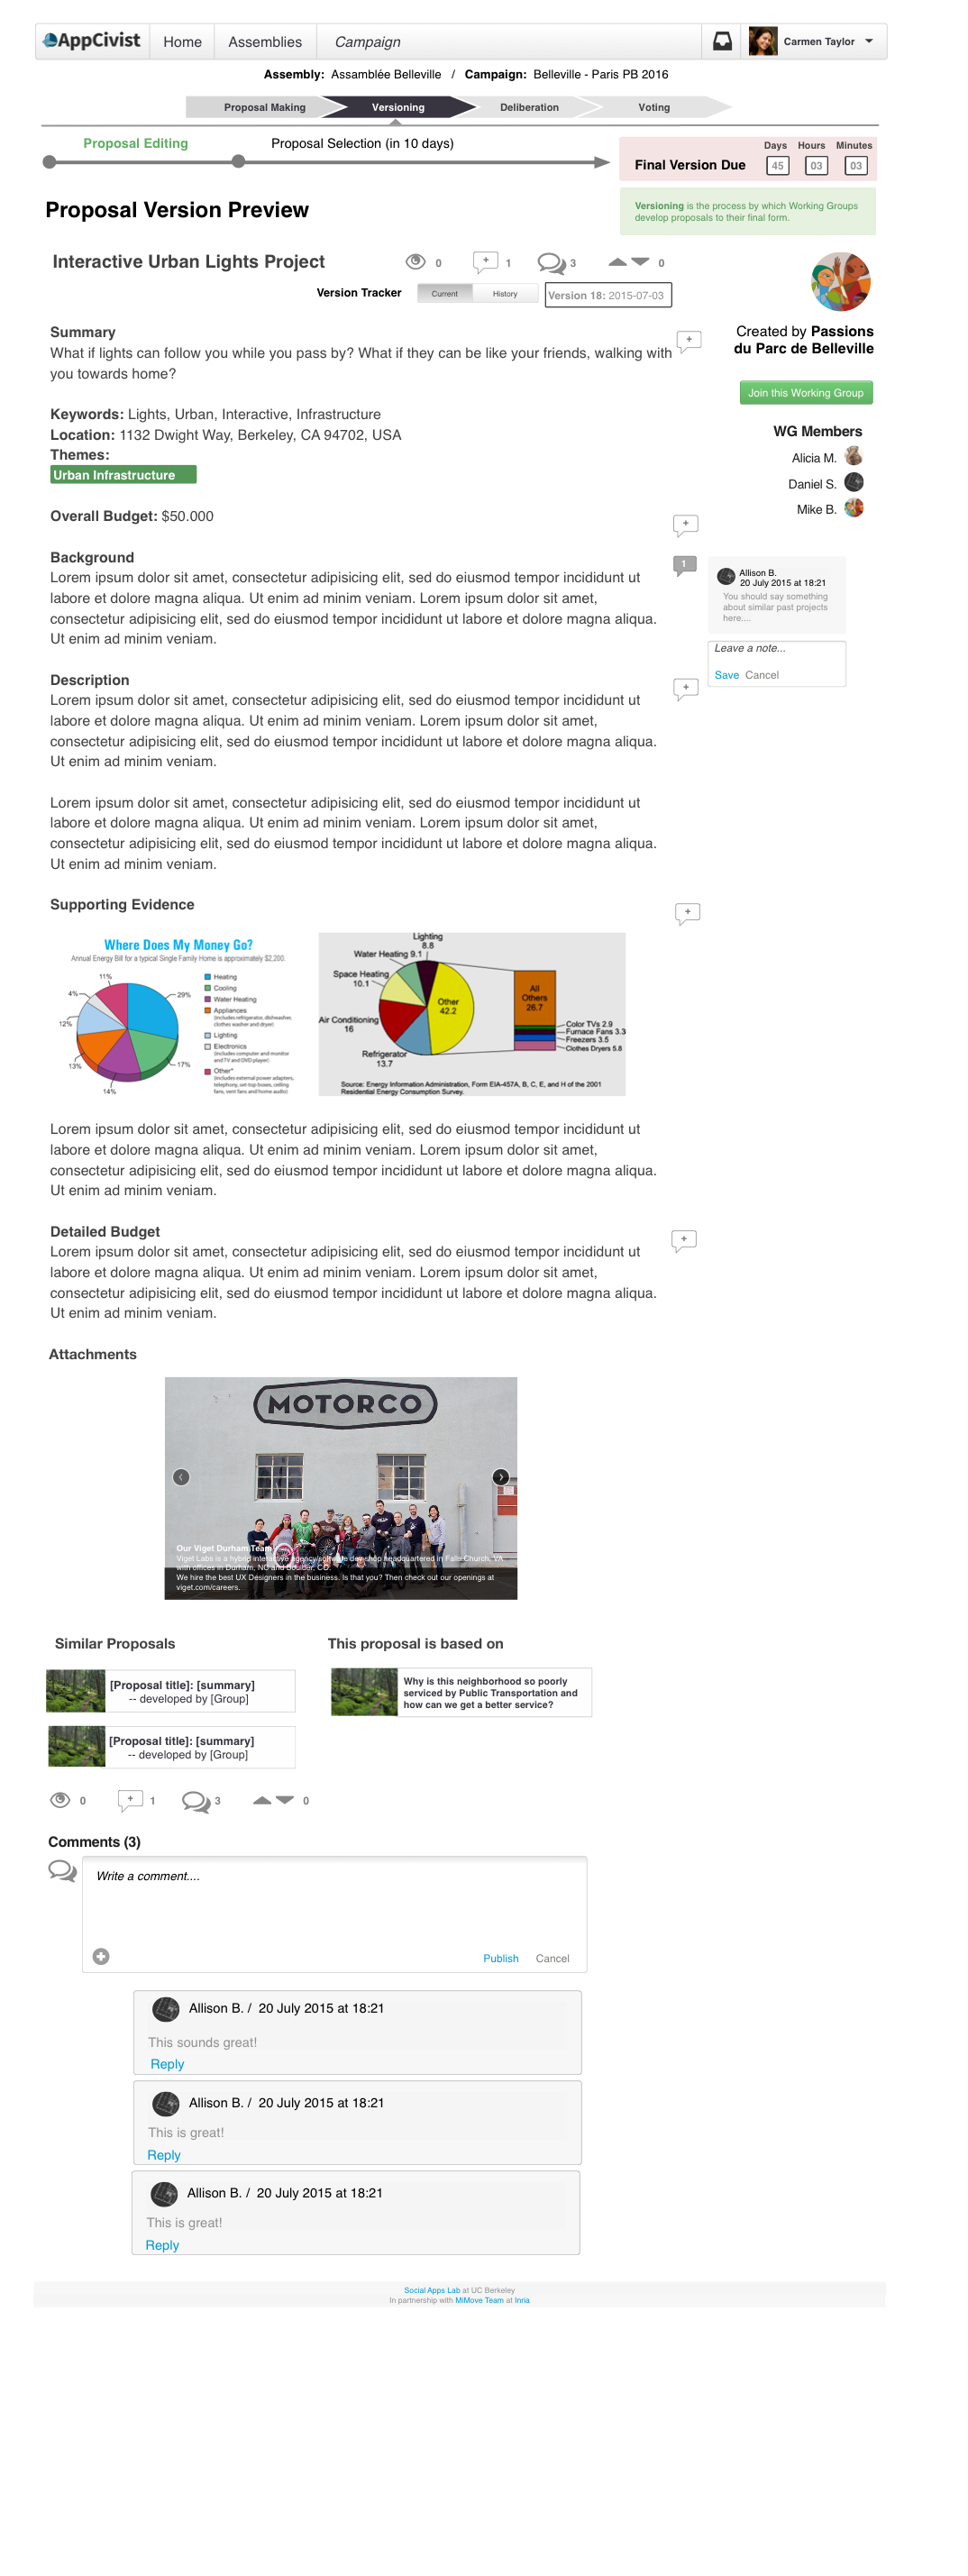 AppCivist Home Assemblies Campaign Carmen Taylor
Assembly: Assamblée Belleville / Campaign: Belleville - Paris PB 2016
Proposal Making Versioning Deliberation Voting
Proposal Editing Proposal Selection (in 10 days)
Days Hours Minutes
Final Version Due 45 03 03
Versioning is the process by which Working Groups
develop proposals to their final form.
Proposal Version Preview
Interactive Urban Lights Project 0 + 1 3 0
Version Tracker Current History Version 18: 2015-07-03
Created by Passions
du Parc de Belleville
Join this Working Group
WG Members
Alicia M.
Daniel S.
Mike B.
Summary
+
What if lights can follow you while you pass by? What if they can be like your friends, walking with
you towards home?
Keywords: Lights, Urban, Interactive, Infrastructure
Location: 1132 Dwight Way, Berkeley, CA 94702, USA
Themes:
Urban Infrastructure
Overall Budget: $50.000
+
Background
1
Lorem ipsum dolor sit amet, consectetur adipisicing elit, sed do eiusmod tempor incididunt ut
labore et dolore magna aliqua. Ut enim ad minim veniam. Lorem ipsum dolor sit amet,
consectetur adipisicing elit, sed do eiusmod tempor incididunt ut labore et dolore magna aliqua.
Ut enim ad minim veniam.
Allison B.
20 July 2015 at 18:21
You should say something
about similar past projects
here....
Leave a note...
Save Cancel
Description
+
Lorem ipsum dolor sit amet, consectetur adipisicing elit, sed do eiusmod tempor incididunt ut
labore et dolore magna aliqua. Ut enim ad minim veniam. Lorem ipsum dolor sit amet,
consectetur adipisicing elit, sed do eiusmod tempor incididunt ut labore et dolore magna aliqua.
Ut enim ad minim veniam.
Lorem ipsum dolor sit amet, consectetur adipisicing elit, sed do eiusmod tempor incididunt ut
labore et dolore magna aliqua. Ut enim ad minim veniam. Lorem ipsum dolor sit amet,
consectetur adipisicing elit, sed do eiusmod tempor incididunt ut labore et dolore magna aliqua.
Ut enim ad minim veniam.
Supporting Evidence
+
Where Does My Money Go?
Annual Energy Bill for a typical Single Family Home is approximately $2,200.
11%
29%
4%
12%
13%
14%
17%
Heating
Cooling
Water Heating
Appliances
(includes refrigerator, dishwasher,
clothes washer and dryer)
Lighting
Electronics
(includes computer and monitor
and TV and DVD player)
Other*
(includes external power adapters,
telephony, set-top boxes, ceiling
fans, vent fans and home audio)
Lighting
8.8
Water Heating 9.1
Space Heating
10.1
Air Conditioning
16
Refrigerator
13.7
Other
42.2
All
Others
26.7
Color TVs 2.9
Furnace Fans 3.3
Freezers 3.5
Clothes Dryers 5.8
Source: Energy Information Administration, Form EIA-457A, B, C, E, and H of the 2001
Residential Energy Consumption Survey.
Lorem ipsum dolor sit amet, consectetur adipisicing elit, sed do eiusmod tempor incididunt ut
labore et dolore magna aliqua. Ut enim ad minim veniam. Lorem ipsum dolor sit amet,
consectetur adipisicing elit, sed do eiusmod tempor incididunt ut labore et dolore magna aliqua.
Ut enim ad minim veniam.
Detailed Budget
+
Lorem ipsum dolor sit amet, consectetur adipisicing elit, sed do eiusmod tempor incididunt ut
labore et dolore magna aliqua. Ut enim ad minim veniam. Lorem ipsum dolor sit amet,
consectetur adipisicing elit, sed do eiusmod tempor incididunt ut labore et dolore magna aliqua.
Ut enim ad minim veniam.
Attachments
MOTORCO
Our Viget Durham Team
Viget Labs is a hybrid interactive agency/software dev shop headquartered in Falls Church, VA
with offices in Durham, NC and Boulder, CO.
We hire the best UX Designers in the business. Is that you? Then check out our openings at
viget.com/careers.
Similar Proposals This proposal is based on
[Proposal title]: [summary]
-- developed by [Group]
Why is this neighborhood so poorly
serviced by Public Transportation and
how can we get a better service?
[Proposal title]: [summary]
-- developed by [Group]
0 + 1 3 0
Comments (3)
Write a comment....
Publish Cancel
Allison B. / 20 July 2015 at 18:21
This sounds great!
Reply
Allison B. / 20 July 2015 at 18:21
This is great!
Reply
Allison B. / 20 July 2015 at 18:21
This is great!
Reply
Social Apps Lab at UC Berkeley
In partnership with MiMove Team at Inria